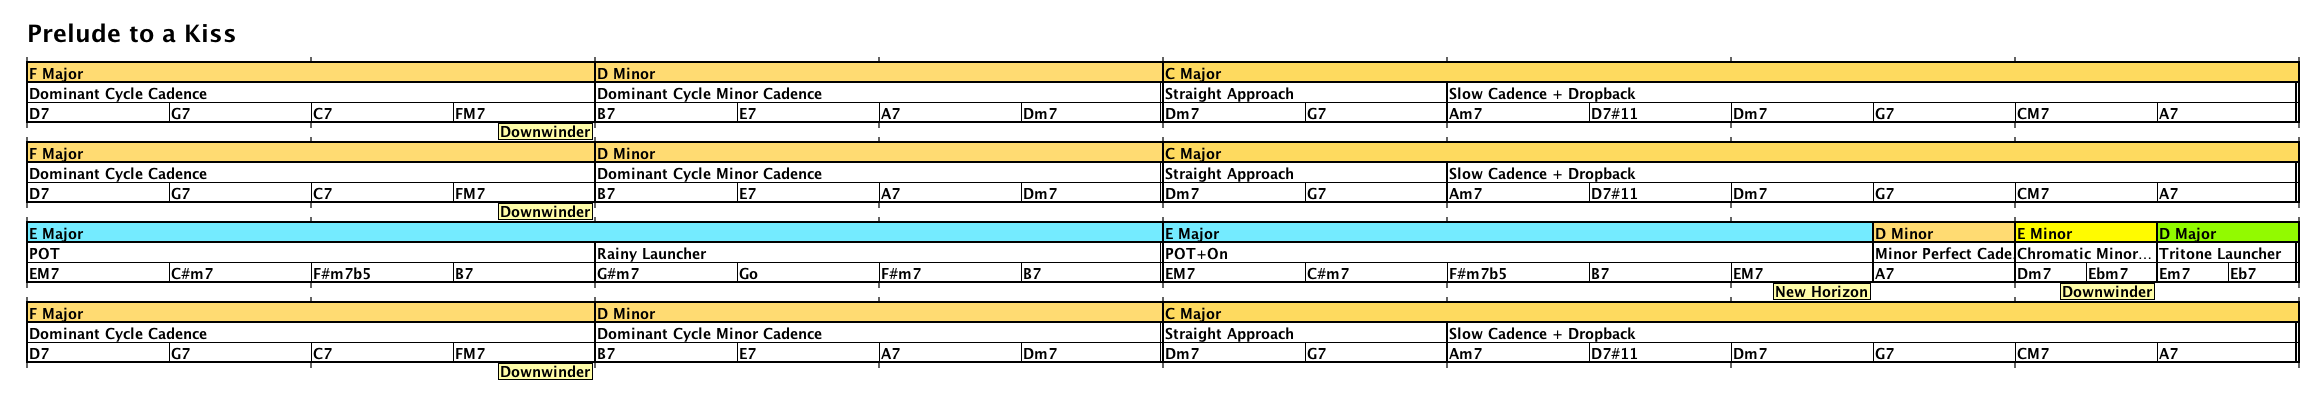 Prelude to a Kiss
F Major D Minor C Major
Dominant Cycle Cadence Dominant Cycle Minor Cadence Straight Approach Slow Cadence + Dropback
D7 G7 C7 FM7 B7 E7 A7 Dm7 Dm7 G7 Am7 D7#11 Dm7 G7 CM7 A7
Downwinder
F Major D Minor C Major
Dominant Cycle Cadence Dominant Cycle Minor Cadence Straight Approach Slow Cadence + Dropback
D7 G7 C7 FM7 B7 E7 A7 Dm7 Dm7 G7 Am7 D7#11 Dm7 G7 CM7 A7
Downwinder
E Major E Major D Minor E Minor D Major
POT Rainy Launcher POT+On Minor Perfect Cade Chromatic Minor... Tritone Launcher
EM7 C#m7 F#m7b5 B7 G#m7 Go F#m7 B7 EM7 C#m7 F#m7b5 B7 EM7 A7 Dm7 Ebm7 Em7 Eb7
New Horizon Downwinder
F Major D Minor C Major
Dominant Cycle Cadence Dominant Cycle Minor Cadence Straight Approach Slow Cadence + Dropback
D7 G7 C7 FM7 B7 E7 A7 Dm7 Dm7 G7 Am7 D7#11 Dm7 G7 CM7 A7
Downwinder